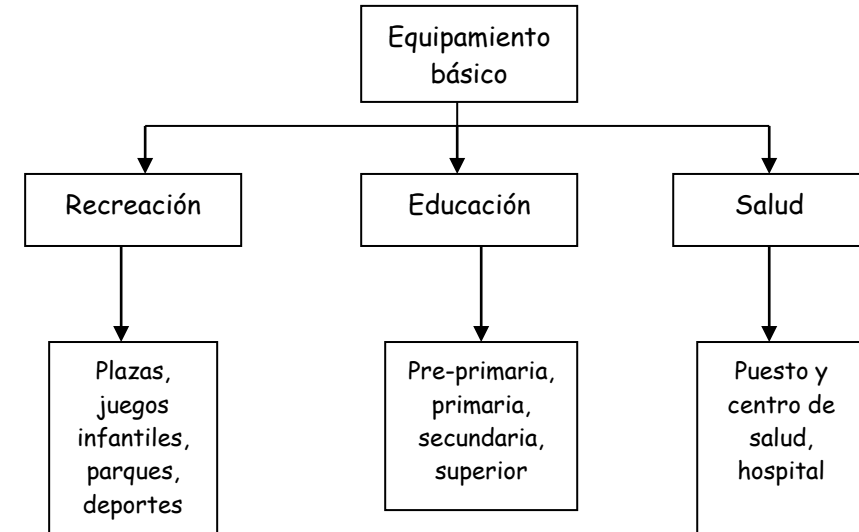 Equipamiento
básico
Recreación
Educación
Salud
Plazas,
juegos
infantiles,
parques,
deportes
Pre-primaria,
primaria,
secundaria,
superior
Puesto y
centro de
salud,
hospital